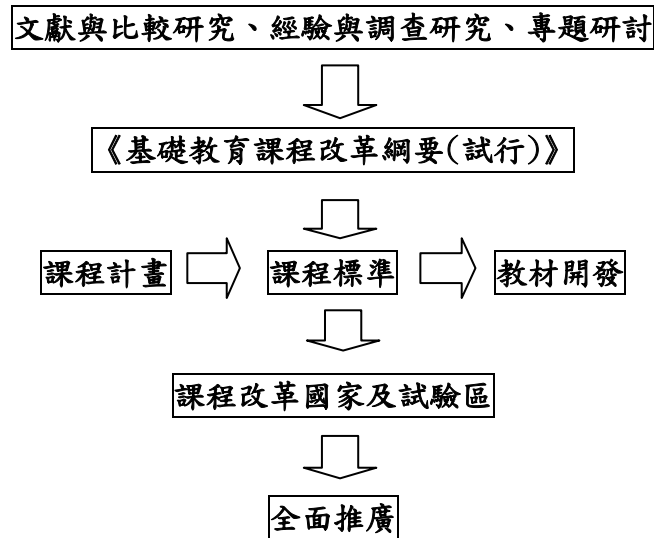 文獻與比較研究、經驗與調查研究、專題研討
《基礎教育課程改革綱要(試行)》
課程計畫 課程標準 教材開發
課程改革國家及試驗區
全面推廣